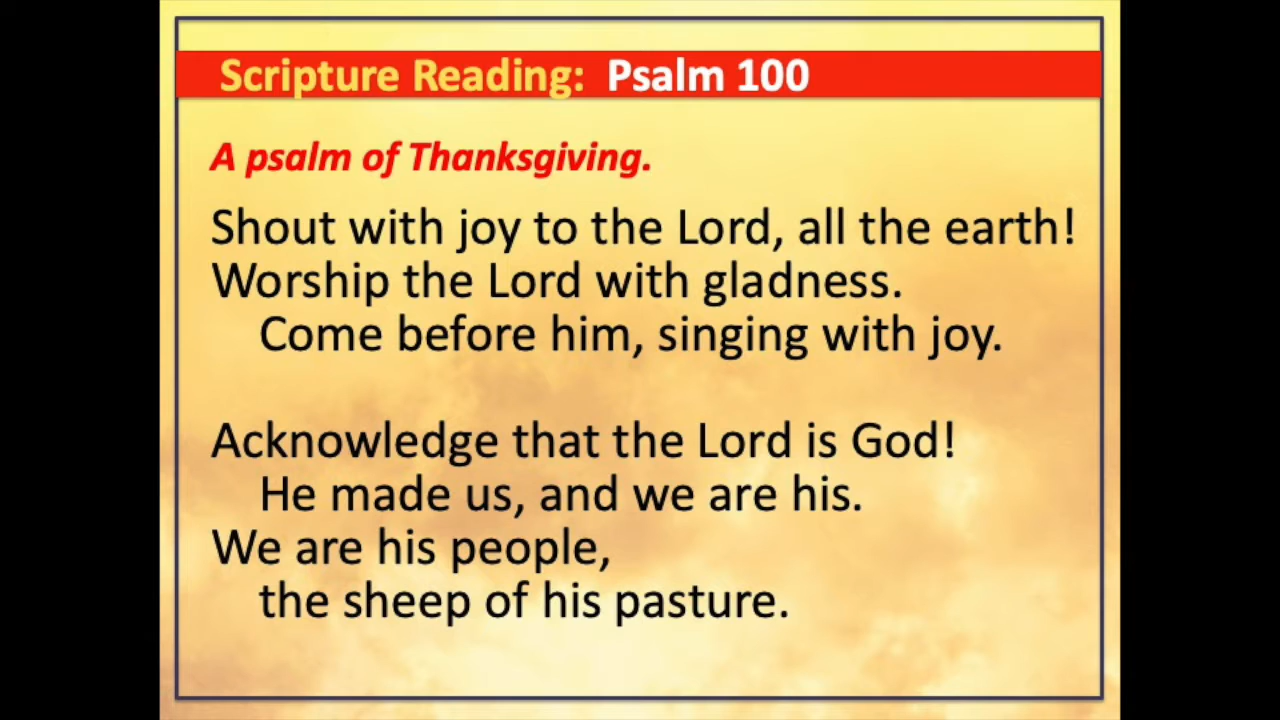 Scripture Reading: Psalm 100
A psalm of Thanksgiving.
Shout with joy to the Lord, all the earth!
Worship the Lord with gladness.
Come before him, singing with joy.
Acknowledge that the Lord is God!
He made us, and we are his.
We are his people,
the sheep of his pasture.